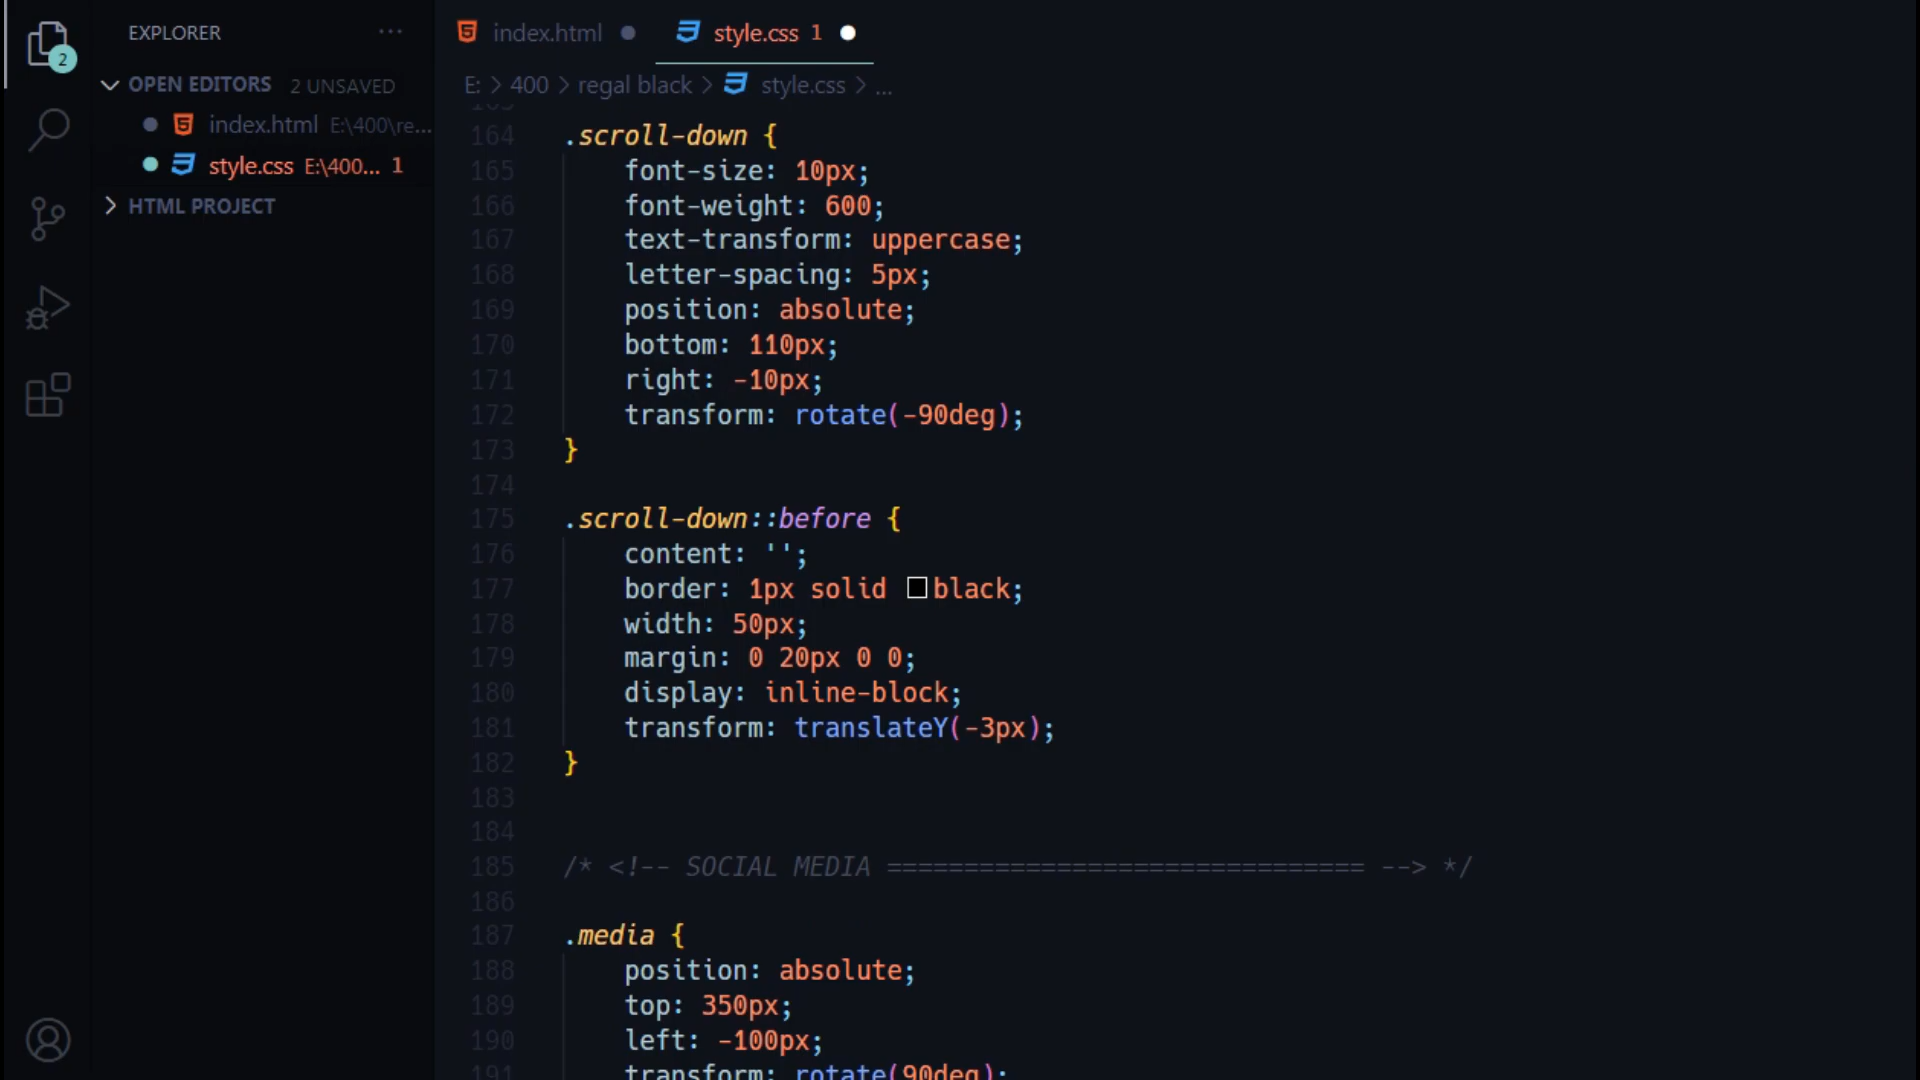 EXPLORER ...
OPEN EDITORS 2 UNSAVED
index.html E:\400\re...
style.css E:\400... 1
HTML PROJECT
2
index.html
style.css 1
E: > 400 > regal black > style.css > ...
164 .scroll-down {
165 font-size: 10px;
166 font-weight: 600;
167 text-transform: uppercase;
168 letter-spacing: 5px;
169 position: absolute;
170 bottom: 110px;
171 right: -10px;
172 transform: rotate(-90deg);
173 }
174
175 .scroll-down::before {
176 content: '';
177 border: 1px solid black;
178 width: 50px;
179 margin: 0 20px 0 0;
180 display: inline-block;
181 transform: translateY(-3px);
182 }
183
184
185 /* <!-- SOCIAL MEDIA =============================== --> */
186
187 .media {
188 position: absolute;
189 top: 350px;
190 left: -100px;
191 transform: rotate(90deg);